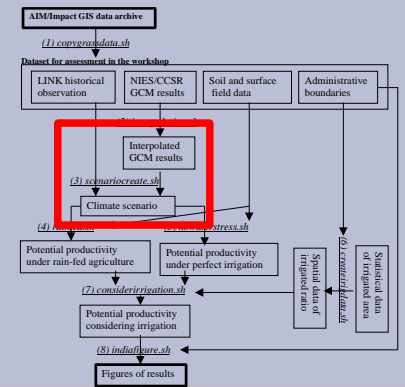 AIM/Impact GIS data archive
(1) copygrassdata.sh
Dataset for assessment in the workshop
LINK historical
observation
NIES/CCSR
GCM results
Soil and surface
field data
Administrative
boundaries
Interpolated
GCM results
(3) scenariocreate.sh
Climate scenario
(4)
Potential productivity
under rain-fed agriculture
Potential productivity
under perfect irrigation
Spatial data of
irrigated ratio
(6) createirridata.sh
Statistical data
of irrigated area
(7) considerirrigation.sh
Potential productivity
considering irrigation
(8) indiafigure.sh
Figures of results